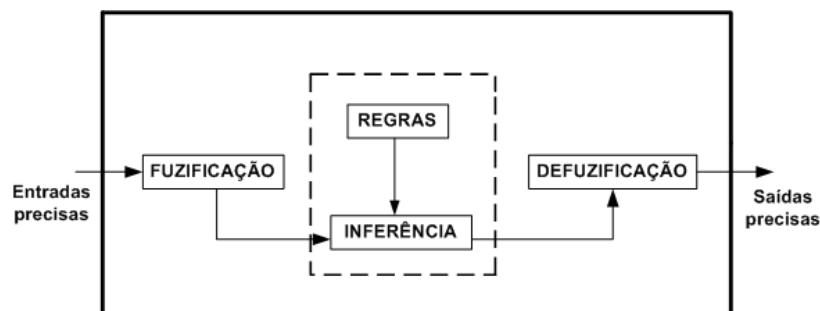 REGRAS
FUZIFICAÇÃO
DEFUZIFICAÇÃO
Entradas
precisas
INFERÊNCIA
Saídas
precisas